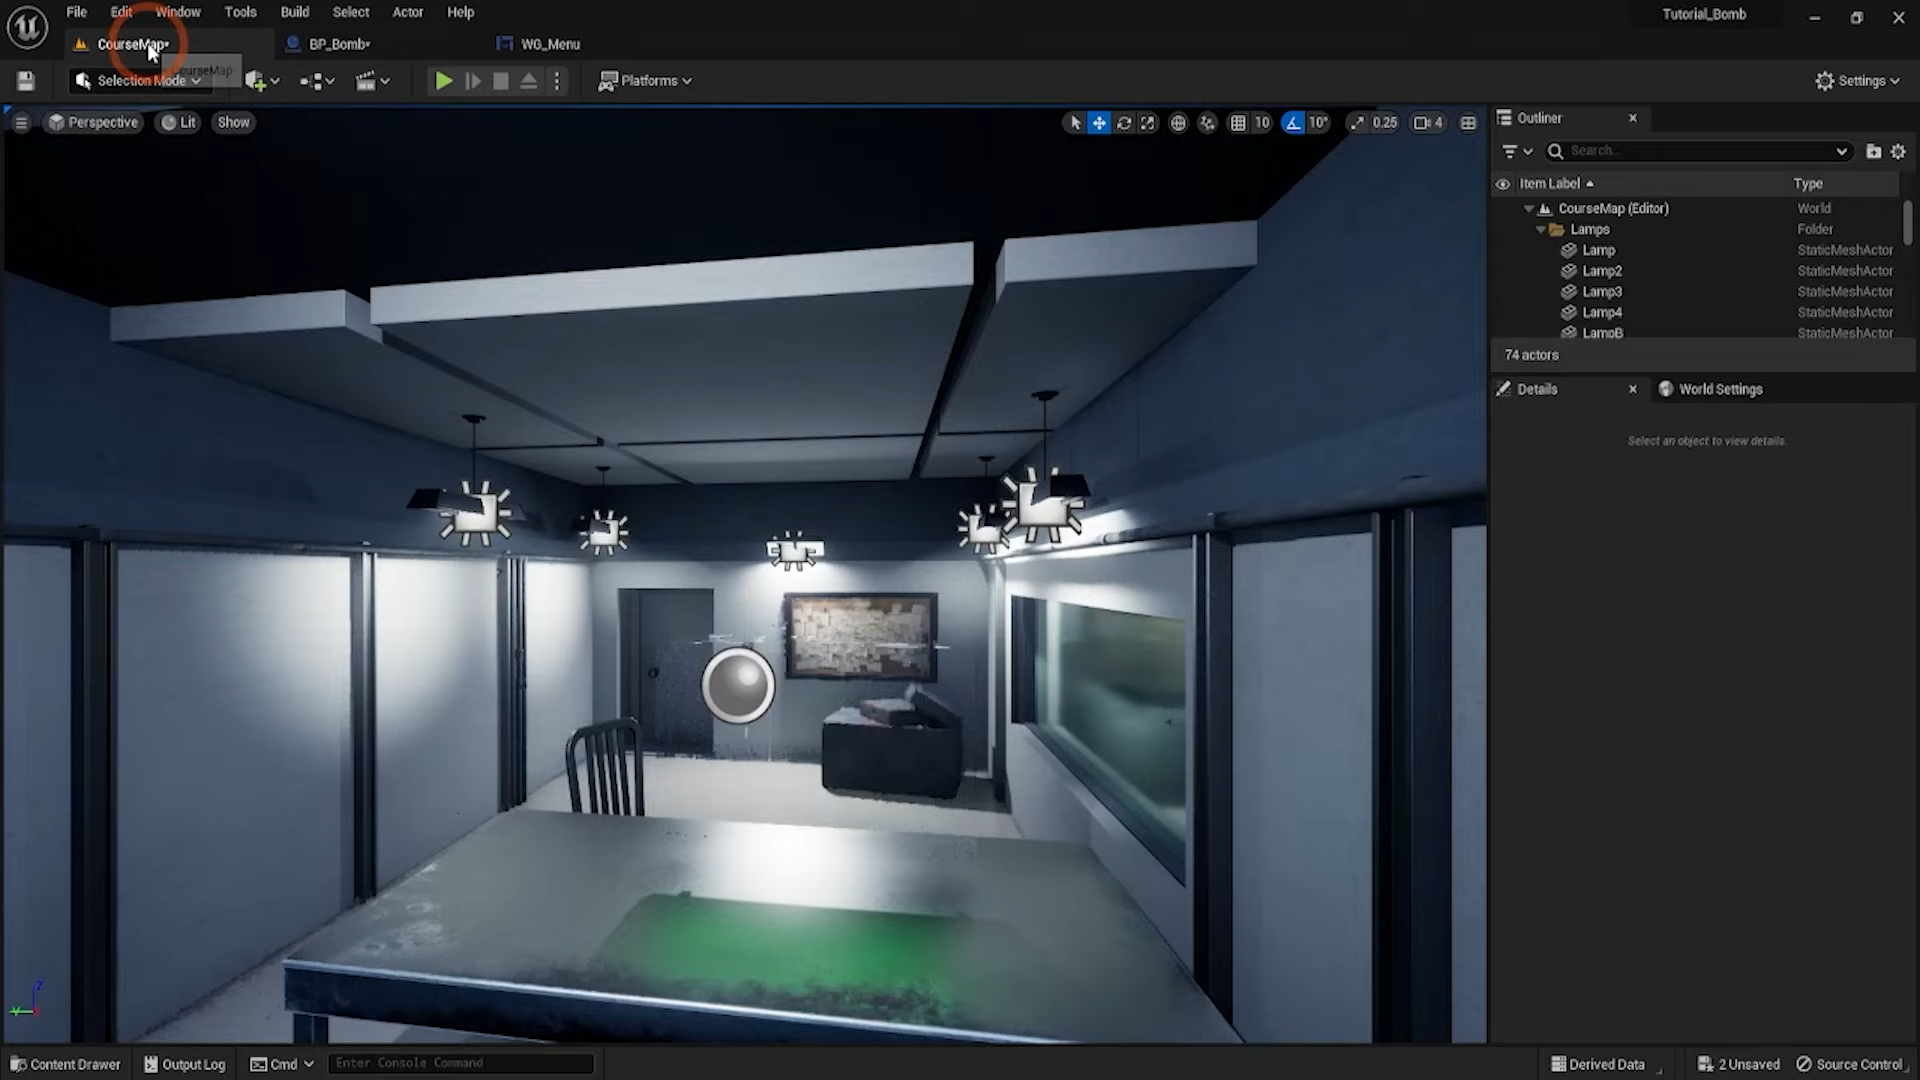 File Edit Window Tools Build Select Actor Help
Tutorial_Bomb
CourseMap*
BP_Bomb*
WG_Menu
CourseMap
Selection Mode
Platforms
Settings
Perspective
Lit
Show
10
10°
0.25
4
Outliner
Search...
Item Label
Type
CourseMap (Editor)
World
Lamps
Folder
Lamp
StaticMeshActor
Lamp2
StaticMeshActor
Lamp3
StaticMeshActor
Lamp4
StaticMeshActor
LampB
StaticMeshActor
74 actors
Details
World Settings
Select an object to view details.
Z
Y
Content Drawer
Output Log
Cmd
Enter Console Command
Derived Data
2 Unsaved
Source Control